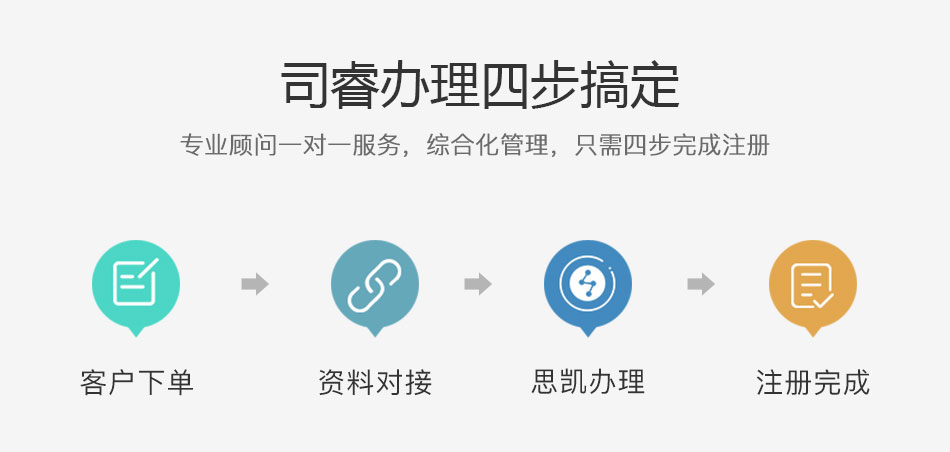 司睿办理四步搞定
专业顾问一对一服务，综合化管理，只需四步完成注册
客户下单
资料对接
思凯办理
注册完成